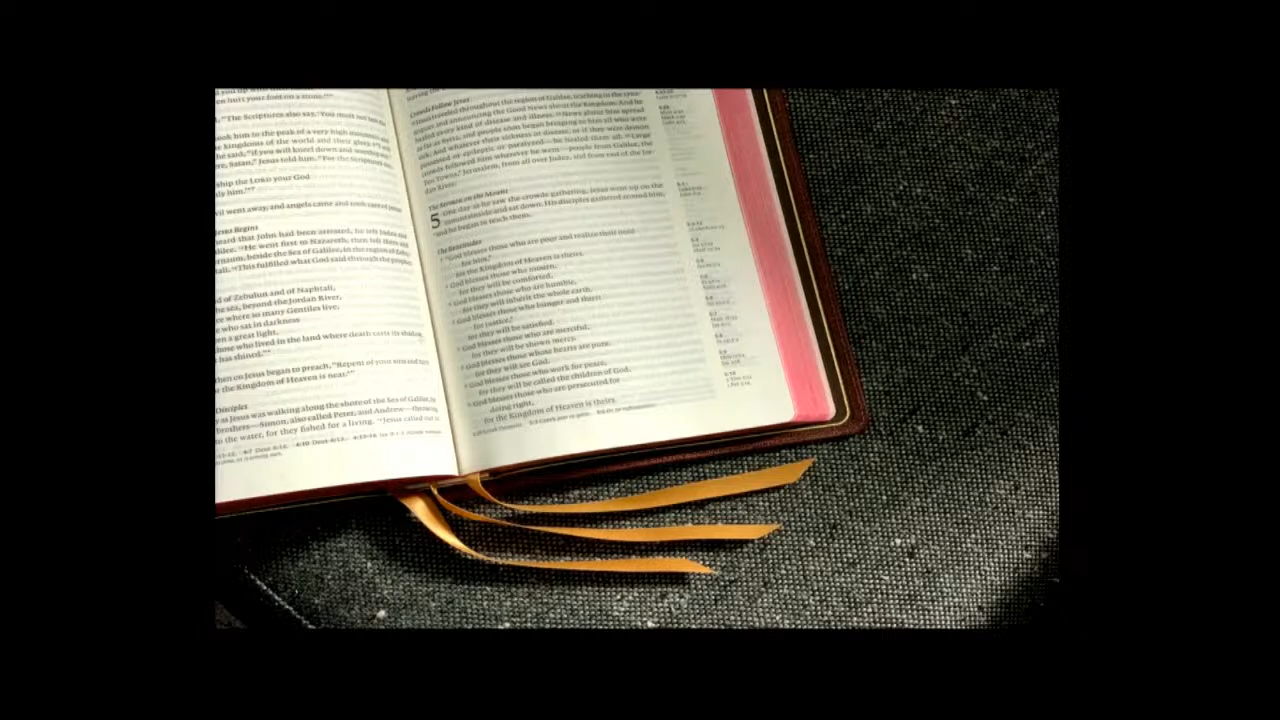 hen hurt your foot on a stone.'"
"The Scriptures also say, 'You must not test the
took him to the peak of a very high mountain
he kingdoms of the world and their glory.
he said, "if you will kneel down and worship
ere, Satan," Jesus told him. "For the Scriptures
ship the LORD your God
ly him.'"
vil went away, and angels came and took care of Jesus
Begins
heard that John had been arrested, he left Judea and
alilee. He went first to Nazareth, then left there and
rnaum, beside the Sea of Galilee, in the region of Zebu
tali. This fulfilled what God said through the prophet
d of Zebulun and of Naphtali,
he sea, beyond the Jordan River,
ee where so many Gentiles live,
e who sat in darkness
en a great light.
hose who lived in the land where death casts its shadow,
t has shined."
then on Jesus began to preach, "Repent of your sins and turn
or the Kingdom of Heaven is near."
Disciples
y as Jesus was walking along the shore of the Sea of Galilee, he
brothers—Simon, also called Peter, and Andrew—throwing
to the water, for they fished for a living. Jesus called out to
Crowds Follow Jesus
traveled throughout the region of Galilee, teaching in the syna-
gogues and announcing the Good News about the Kingdom. And he
healed every kind of disease and illness. News about him spread
as far as Syria, and people soon began bringing to him all who were
sick. And whatever their sickness or disease, or if they were demon
possessed or epileptic or paralyzed—he healed them all. Large
crowds followed him wherever he went—people from Galilee, the
Ten Towns, Jerusalem, from all over Judea, and from east of the Jor-
dan River.
The Sermon on the Mount
5 One day as he saw the crowds gathering, Jesus went up on the
mountainside and sat down. His disciples gathered around him,
and he began to teach them.
The Beatitudes
"God blesses those who are poor and realize their need
for him,
for the Kingdom of Heaven is theirs.
God blesses those who mourn,
for they will be comforted.
God blesses those who are humble,
for they will inherit the whole earth.
God blesses those who hunger and thirst
for justice,
for they will be satisfied.
God blesses those who are merciful,
for they will be shown mercy.
God blesses those whose hearts are pure,
for they will see God.
God blesses those who work for peace,
for they will be called the children of God.
God blesses those who are persecuted for
doing right,
for the Kingdom of Heaven is theirs.